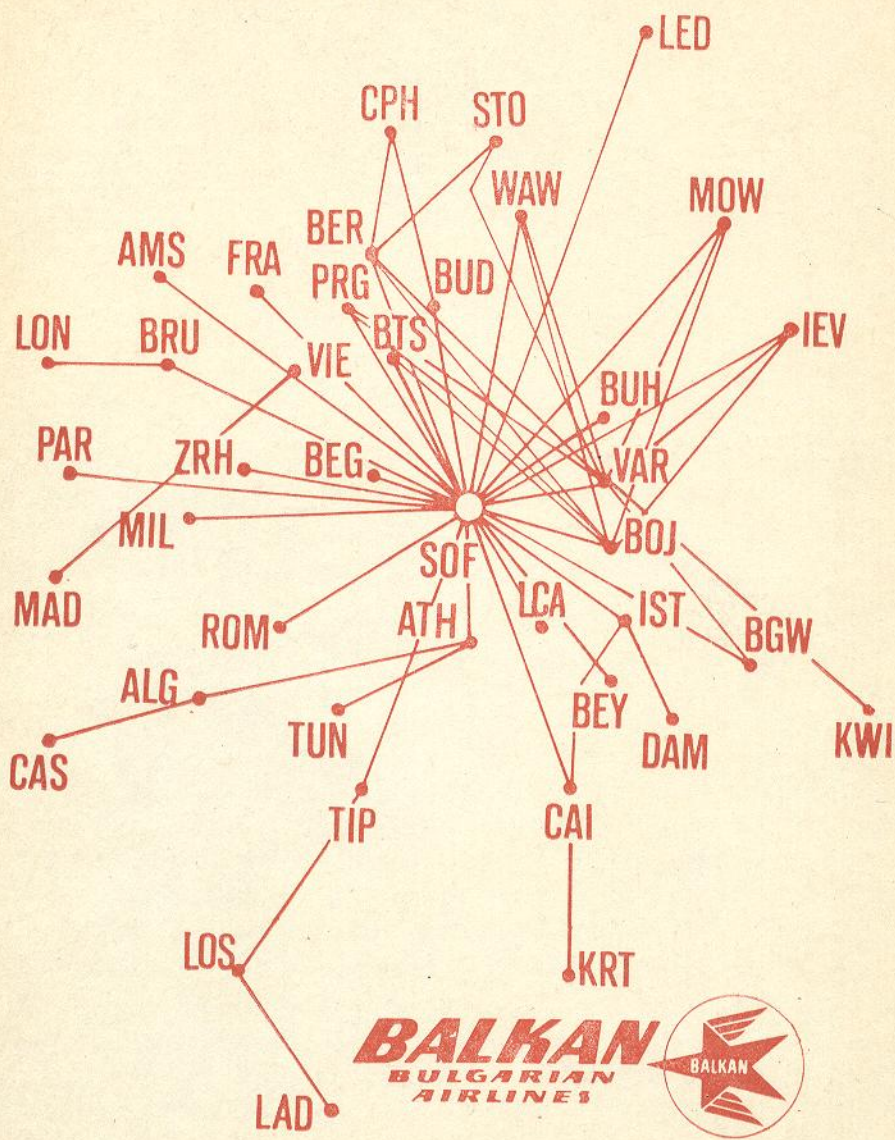 LED
CPH
STO
WAW
MOW
BER
AMS
FRA
PRG
BUD
LON
BRU
BTS
IEV
VIE
BUH
PAR
ZRH
BEG
VAR
MIL
BOJ
SOF
MAD
LCA
IST
ROM
ATH
BGW
ALG
BEY
TUN
DAM
KWI
CAS
TIP
CAI
LOS
KRT
BALKAN
BULGARIAN
AIRLINES
BALKAN
LAD